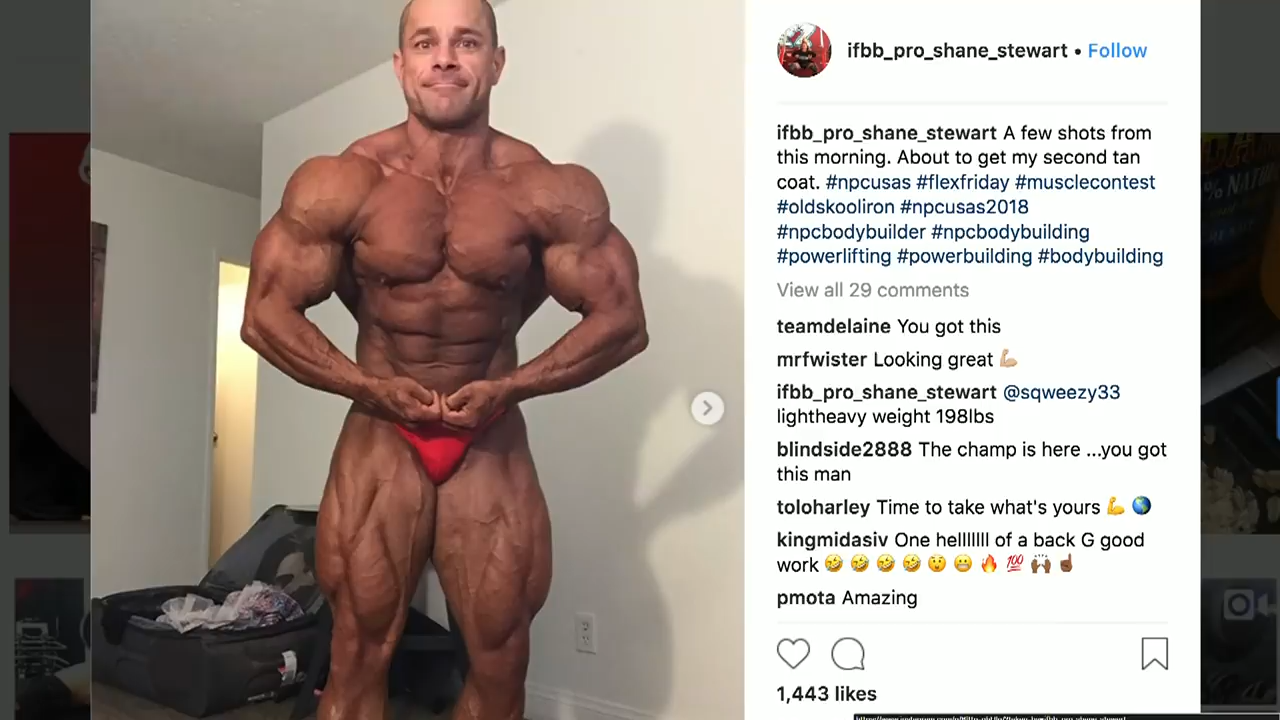 ifbb_pro_shane_stewart • Follow
ifbb_pro_shane_stewart A few shots from
this morning. About to get my second tan
coat. #npcusas #flexfriday #musclecontest
#oldskooliron #npcusas2018
#npcbodybuilder #npcbodybuilding
#powerlifting #powerbuilding #bodybuilding
View all 29 comments
teamdelaine You got this
mrfwister Looking great 💪🏼
ifbb_pro_shane_stewart @sqweezy33
lightheavy weight 198lbs
blindside2888 The champ is here ...you got
this man
toloharley Time to take what's yours 💪 🌎
kingmidasiv One helllllll of a back G good
work 🤣 🤣 🤣 🤣 😲 😬 🔥 💯 🙌🏾 ☝🏾
pmota Amazing
1,443 likes